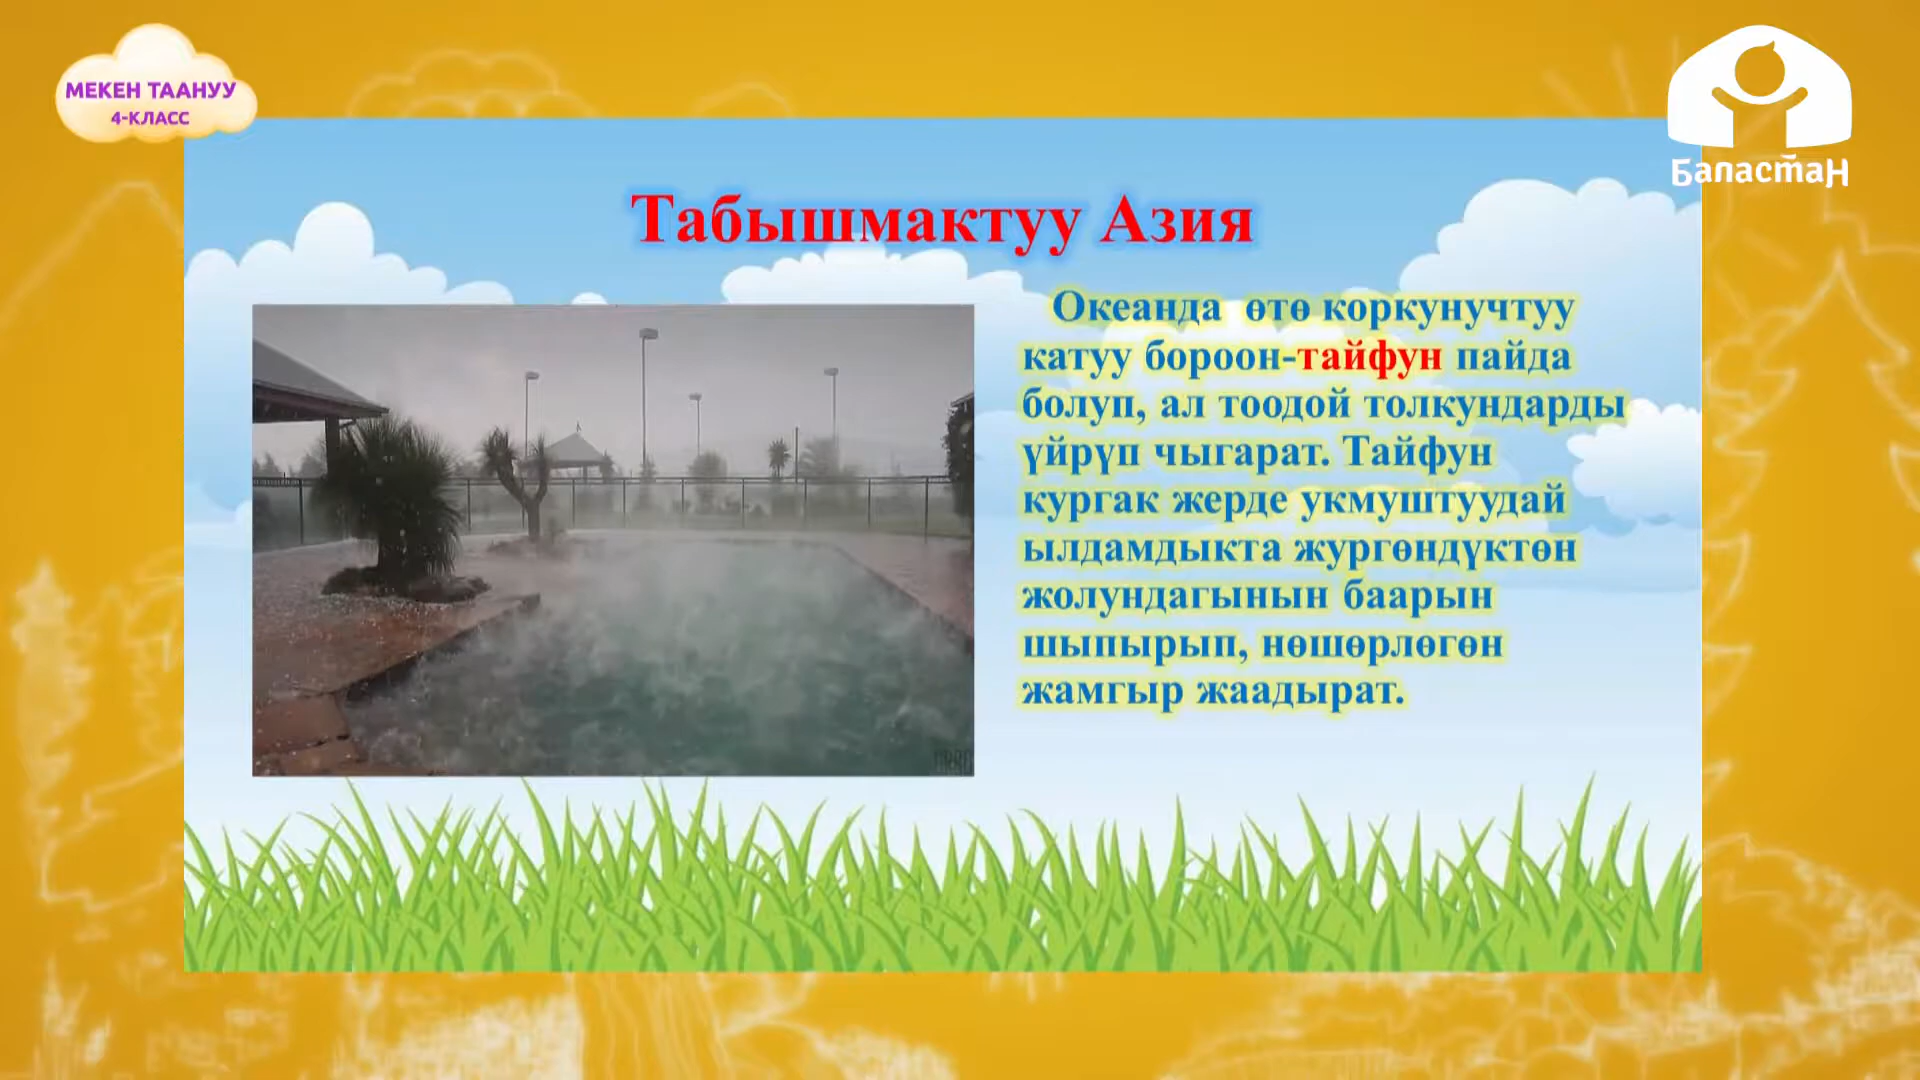 МЕКЕН ТААНУУ
4-КЛАСС
Баластан
Табышмактуу Азия
Океанда өтө коркунучтуу
катуу бороон-тайфун пайда
болуп, ал тоодой толкундарды
үйрүп чыгарат. Тайфун
кургак жерде укмуштуудай
ылдамдыкта жургөндүктөн
жолундагынын баарын
шыпырып, нөшөрлөгөн
жамгыр жаадырат.